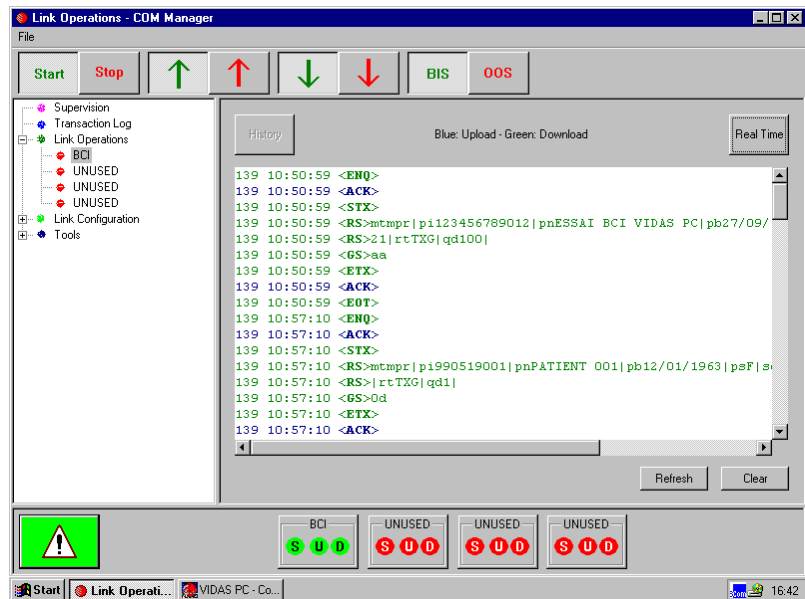 Link Operations - COM Manager
File
Start Stop BIS OOS
Supervision
Transaction Log
Link Operations
BCI
UNUSED
UNUSED
UNUSED
Link Configuration
Tools
History Blue: Upload - Green: Download Real Time
139 10:50:59 <ENQ>
139 10:50:59 <ACK>
139 10:50:59 <STX>
139 10:50:59 <RS>mtmpr|pi123456789012|pnESSAI BCI VIDAS PC|pb27/09/
139 10:50:59 <RS>21|rtTXG|qd100|
139 10:50:59 <GS>aa
139 10:50:59 <ETX>
139 10:50:59 <ACK>
139 10:50:59 <EOT>
139 10:57:10 <ENQ>
139 10:57:10 <ACK>
139 10:57:10 <STX>
139 10:57:10 <RS>mtmpr|pi990519001|pnPATIENT 001|pb12/01/1963|psF|s
139 10:57:10 <RS>|rtTXG|qd1|
139 10:57:10 <GS>0d
139 10:57:10 <ETX>
139 10:57:10 <ACK>
Refresh Clear
BCI UNUSED UNUSED UNUSED
S U D S U D S U D S U D
Start Link Operati... VIDAS PC - Co... 3Com 16:42